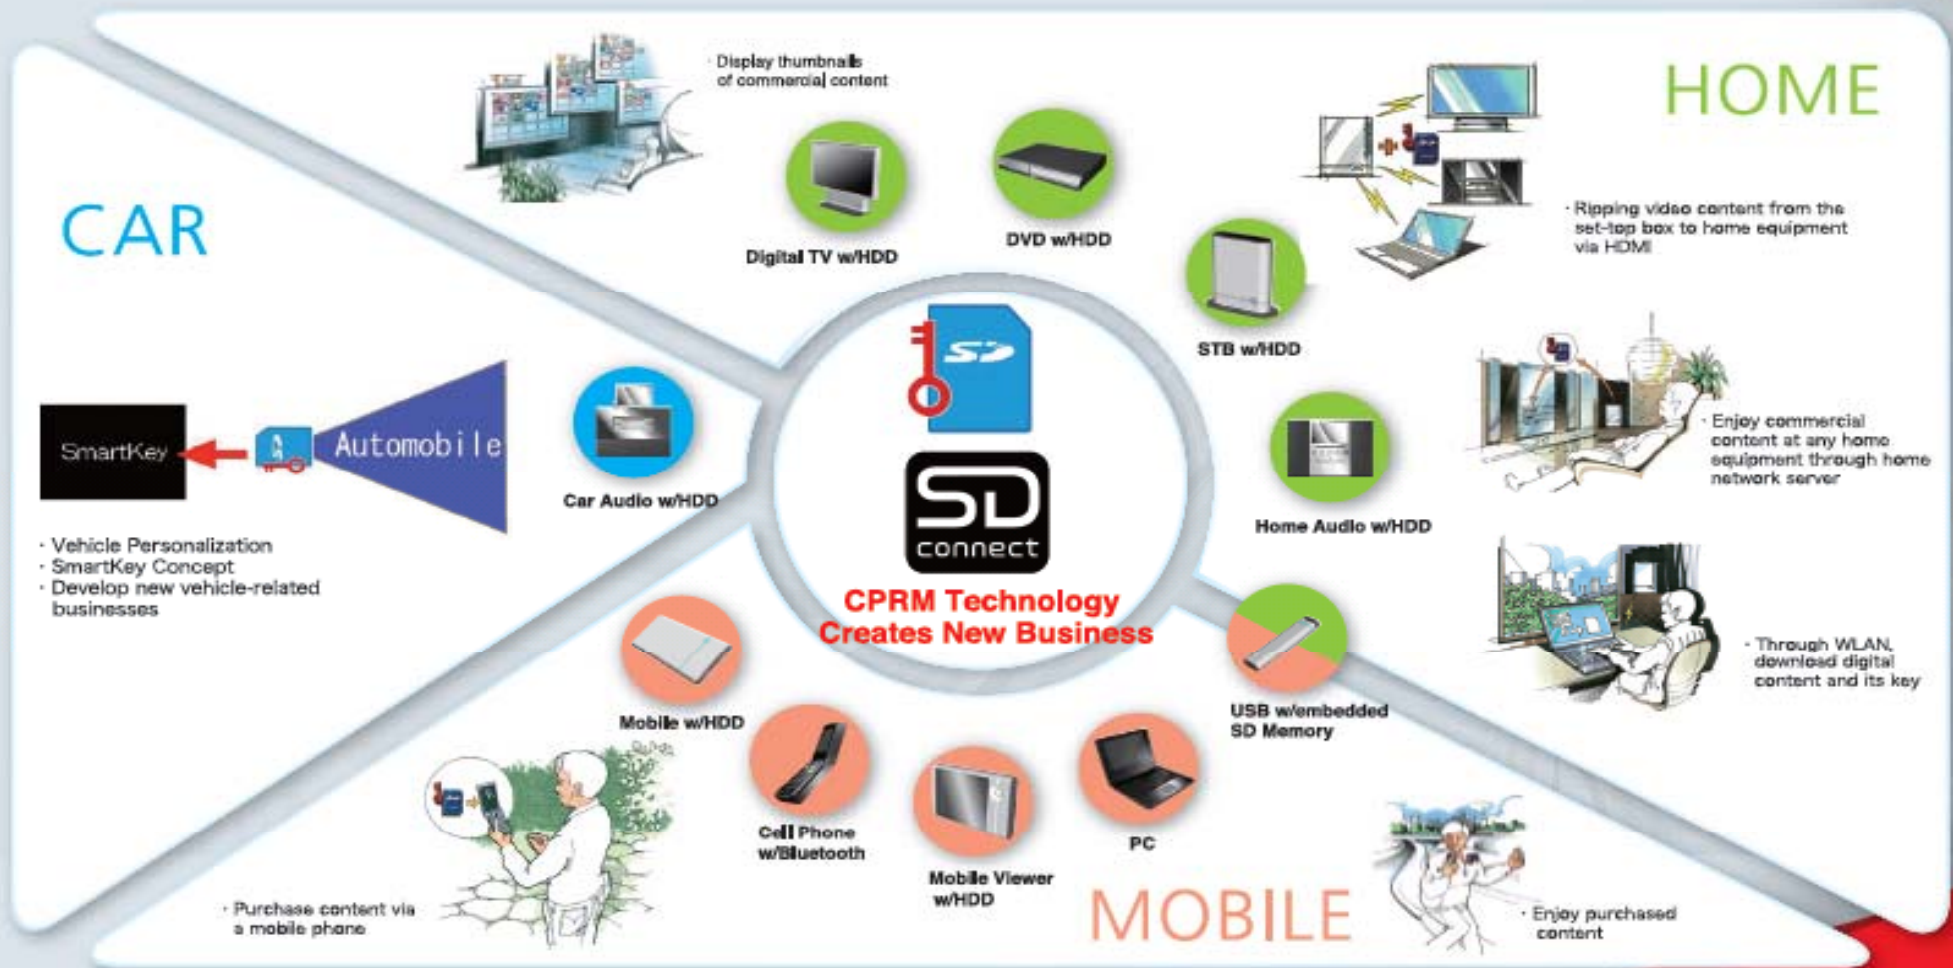 CAR
SmartKey
Automobile
Car Audio w/HDD
· Vehicle Personalization
· SmartKey Concept
· Develop new vehicle-related
businesses
HOME
· Display thumbnails
of commercial content
Digital TV w/HDD
DVD w/HDD
STB w/HDD
Home Audio w/HDD
· Ripping video content from the
set-top box to home equipment
via HDMI
· Enjoy commercial
content at any home
equipment through home
network server
· Through WLAN,
download digital
content and its key
SD
SD
connect
CPRM Technology
Creates New Business
USB w/embedded
SD Memory
Mobile w/HDD
Cell Phone
w/Bluetooth
Mobile Viewer
w/HDD
PC
MOBILE
· Purchase content via
a mobile phone
· Enjoy purchased
content